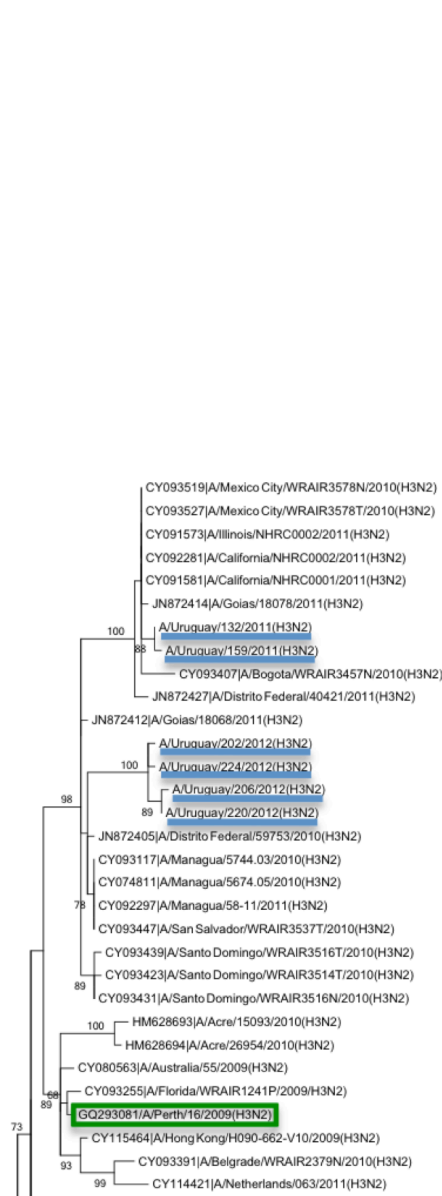 CY093519|A/Mexico City/WRAIR3578N/2010(H3N2)
CY093527|A/Mexico City/WRAIR3578T/2010(H3N2)
CY091573|A/Illinois/NHRC0002/2011(H3N2)
CY092281|A/California/NHRC0002/2011(H3N2)
CY091581|A/California/NHRC0001/2011(H3N2)
JN872414|A/Goias/18078/2011(H3N2)
A/Uruguay/132/2011(H3N2)
100
88
A/Uruguay/159/2011(H3N2)
CY093407|A/Bogota/WRAIR3457N/2010(H3N2)
JN872427|A/Distrito Federal/40421/2011(H3N2)
JN872412|A/Goias/18068/2011(H3N2)
A/Uruguay/202/2012(H3N2)
100
A/Uruguay/224/2012(H3N2)
A/Uruguay/206/2012(H3N2)
98
89
A/Uruguay/220/2012(H3N2)
JN872405|A/Distrito Federal/59753/2010(H3N2)
CY093117|A/Managua/5744.03/2010(H3N2)
CY074811|A/Managua/5674.05/2010(H3N2)
78
CY092297|A/Managua/58-11/2011(H3N2)
CY093447|A/San Salvador/WRAIR3537T/2010(H3N2)
CY093439|A/Santo Domingo/WRAIR3516T/2010(H3N2)
CY093423|A/Santo Domingo/WRAIR3514T/2010(H3N2)
89
CY093431|A/Santo Domingo/WRAIR3516N/2010(H3N2)
HM628693|A/Acre/15093/2010(H3N2)
100
HM628694|A/Acre/26954/2010(H3N2)
CY080563|A/Australia/55/2009(H3N2)
CY093255|A/Florida/WRAIR1241P/2009/H3N2)
68
89
GQ293081/A/Perth/16/2009(H3N2)
73
CY115464|A/Hong Kong/H090-662-V10/2009(H3N2)
CY093391|A/Belgrade/WRAIR2379N/2010(H3N2)
93
99
CY114421|A/Netherlands/063/2011(H3N2)